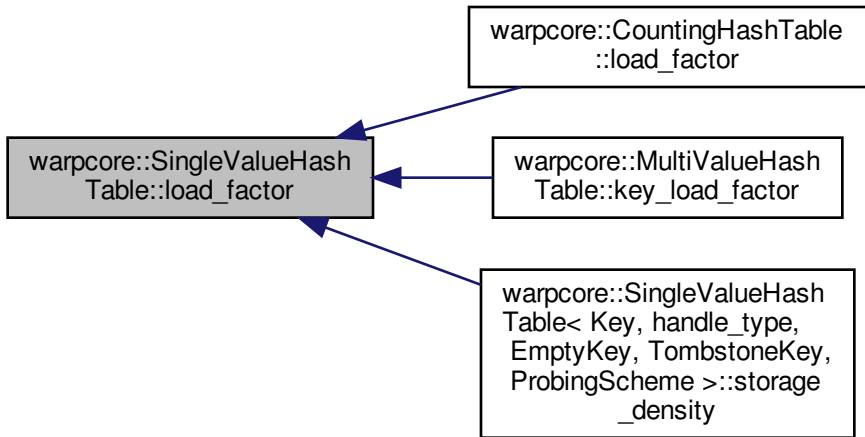 warpcore::CountingHashTable
::load_factor
warpcore::SingleValueHash
Table::load_factor
warpcore::MultiValueHash
Table::key_load_factor
warpcore::SingleValueHash
Table< Key, handle_type,
EmptyKey, TombstoneKey,
ProbingScheme >::storage
_density